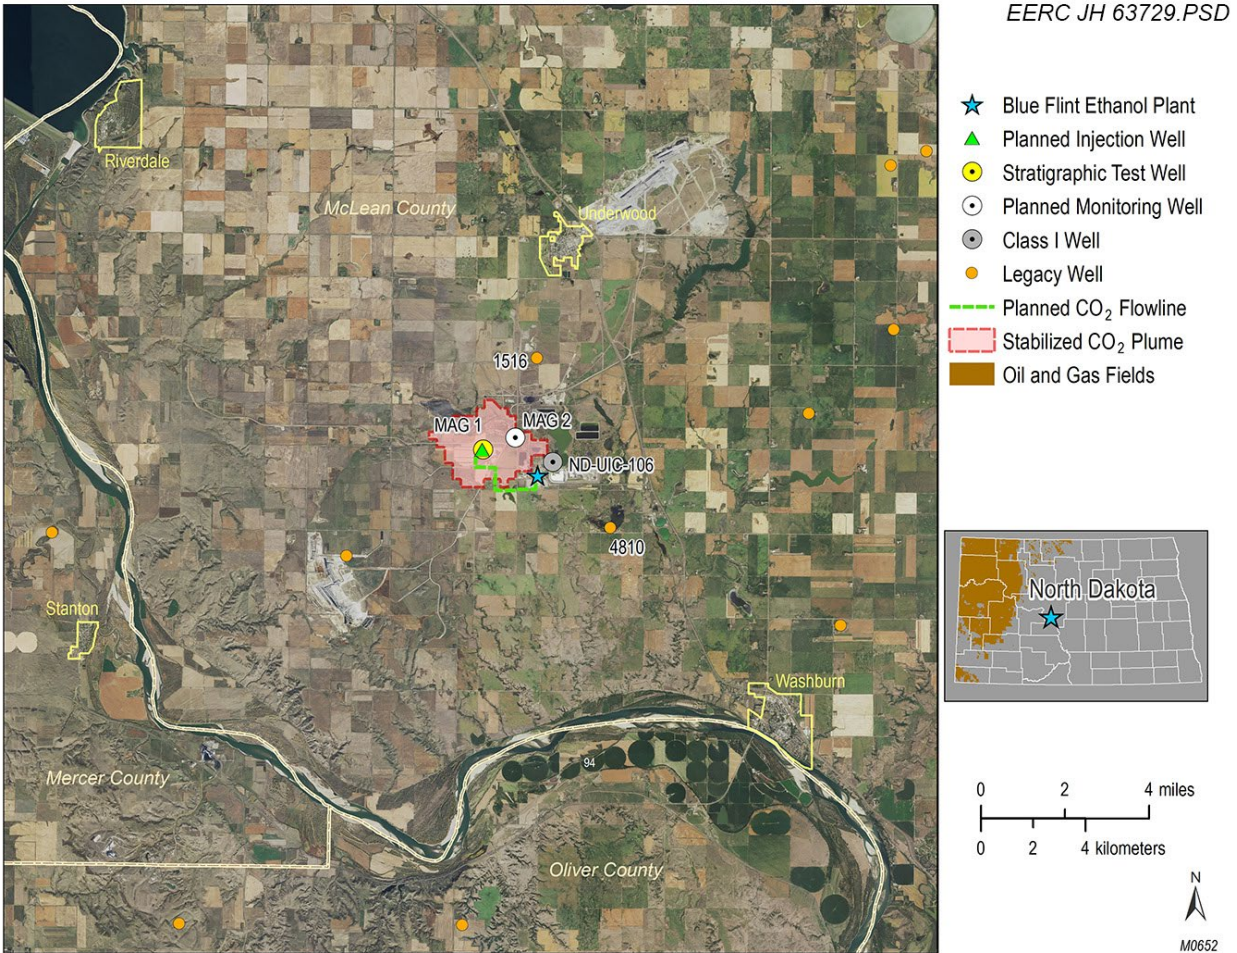 EERC JH 63729.PSD
Blue Flint Ethanol Plant
Planned Injection Well
Stratigraphic Test Well
Planned Monitoring Well
Class I Well
Legacy Well
Planned CO₂ Flowline
Stabilized CO₂ Plume
Oil and Gas Fields
Riverdale
McLean County
Underwood
1516
MAG 1
MAG 2
ND-UIC-106
4810
Stanton
Washburn
94
Mercer County
Oliver County
North Dakota
0 2 4 miles
0 2 4 kilometers
N
M0652